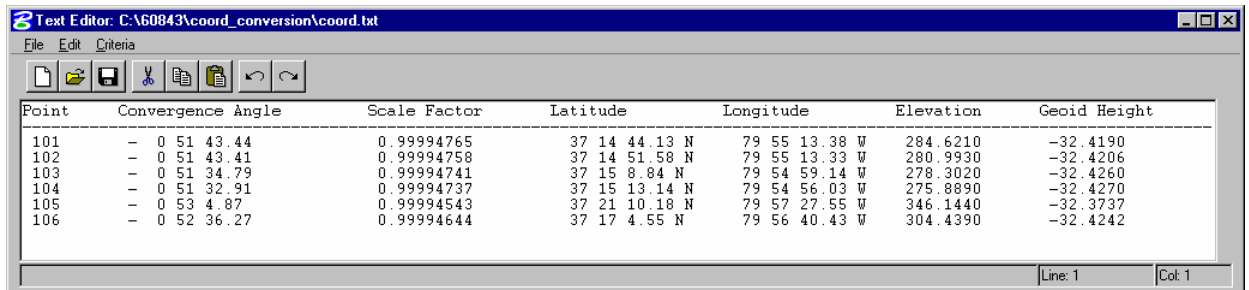 Text Editor: C:\60843\coord_conversion\coord.txt
File Edit Criteria
Point Convergence Angle Scale Factor Latitude Longitude Elevation Geoid Height
101 - 0 51 43.44 0.99994765 37 14 44.13 N 79 55 13.38 W 284.6210 -32.4190
102 - 0 51 43.41 0.99994758 37 14 51.58 N 79 55 13.33 W 280.9930 -32.4206
103 - 0 51 34.79 0.99994741 37 15 8.84 N 79 54 59.14 W 278.3020 -32.4260
104 - 0 51 32.91 0.99994737 37 15 13.14 N 79 54 56.03 W 275.8890 -32.4270
105 - 0 53 4.87 0.99994543 37 21 10.18 N 79 57 27.55 W 346.1440 -32.3737
106 - 0 52 36.27 0.99994644 37 17 4.55 N 79 56 40.43 W 304.4390 -32.4242
Line: 1 Col: 1